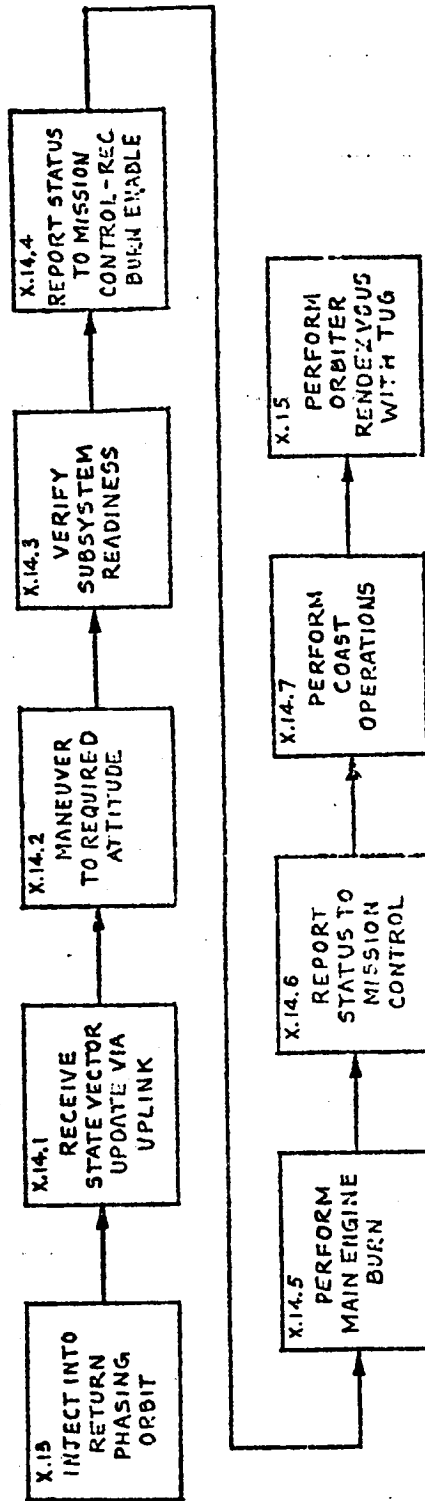 X.13
INJECT INTO
RETURN
PHASING
ORBIT
X.14.1
RECEIVE
STATE VECTOR
UPDATE VIA
UPLINK
X.14.2
MANEUVER
TO REQUIRED
ATTITUDE
X.14.3
VERIFY
SUBSYSTEM
READINESS
X.14.4
REPORT STATUS
TO MISSION
CONTROL-REC
BURN ENABLE
X.14.5
PERFORM
MAIN ENGINE
BURN
X.14.6
REPORT
STATUS TO
MISSION
CONTROL
X.14.7
PERFORM
COAST
OPERATIONS
X.15
PERFORM
ORBITER
RENDEZVOUS
WITH TUG